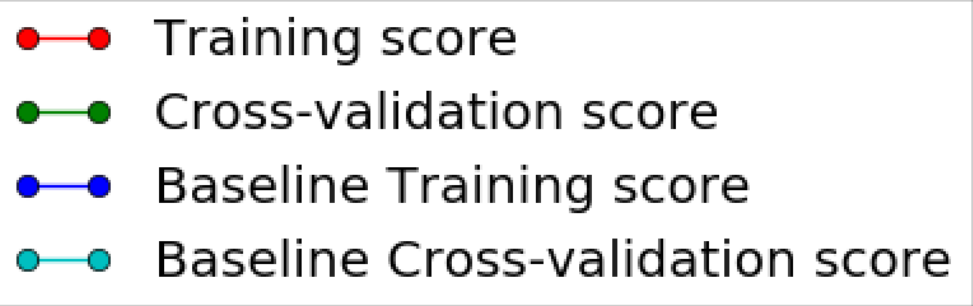 Training score
Cross-validation score
Baseline Training score
Baseline Cross-validation score